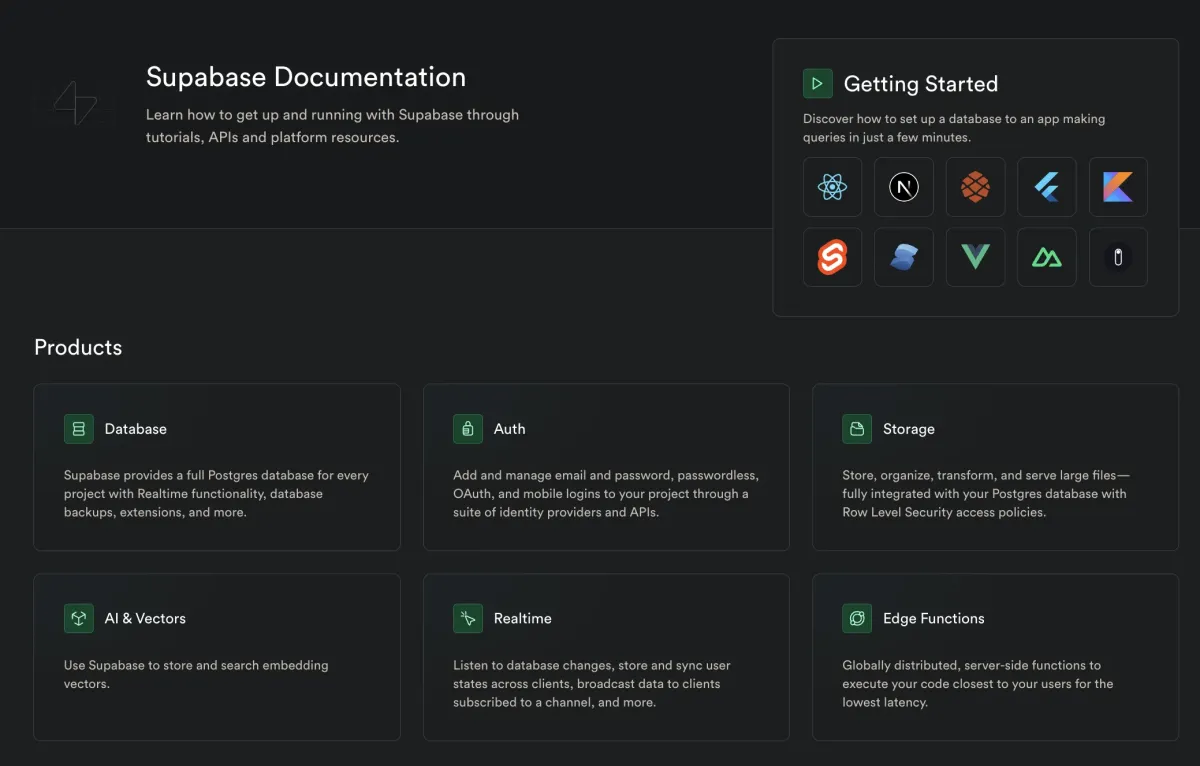 Supabase Documentation
Learn how to get up and running with Supabase through
tutorials, APIs and platform resources.
Getting Started
Discover how to set up a database to an app making
queries in just a few minutes.
N
Products
Database
Supabase provides a full Postgres database for every
project with Realtime functionality, database
backups, extensions, and more.
Auth
Add and manage email and password, passwordless,
OAuth, and mobile logins to your project through a
suite of identity providers and APIs.
Storage
Store, organize, transform, and serve large files—
fully integrated with your Postgres database with
Row Level Security access policies.
AI & Vectors
Use Supabase to store and search embedding
vectors.
Realtime
Listen to database changes, store and sync user
states across clients, broadcast data to clients
subscribed to a channel, and more.
Edge Functions
Globally distributed, server-side functions to
execute your code closest to your users for the
lowest latency.